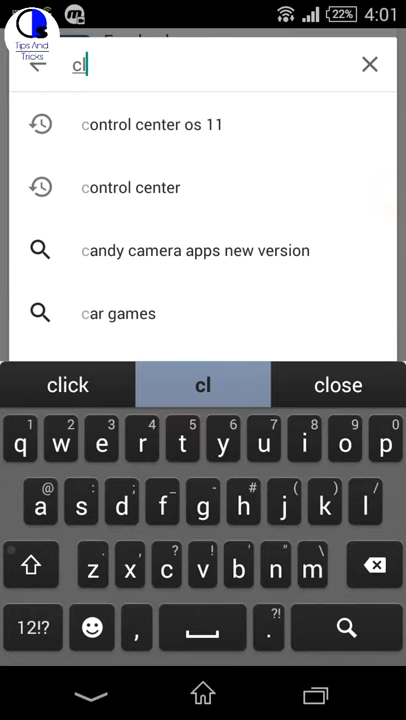 22% 4:01
Tips And
Tricks
cl
control center os 11
control center
candy camera apps new version
car games
click cl close
1 2 3 4 5 6 7 8 9 0
q w e r t y u i o p
@ : ; _ - # ( ) /
a s d f g h j k l
. , ? ! " \
z x c v b n m
?!
12!? , .